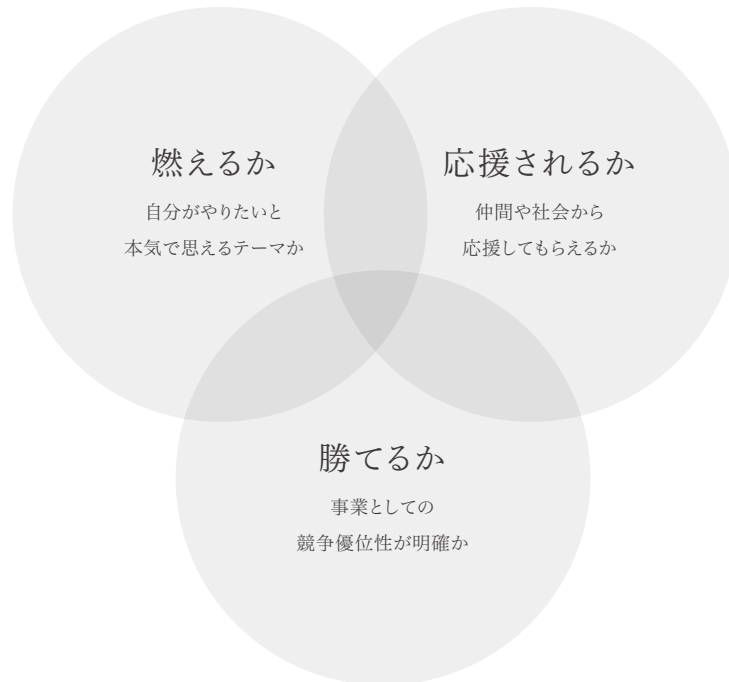 燃えるか
自分がやりたいと
本気で思えるテーマか
応援されるか
仲間や社会から
応援してもらえるか
勝てるか
事業としての
競争優位性が明確か